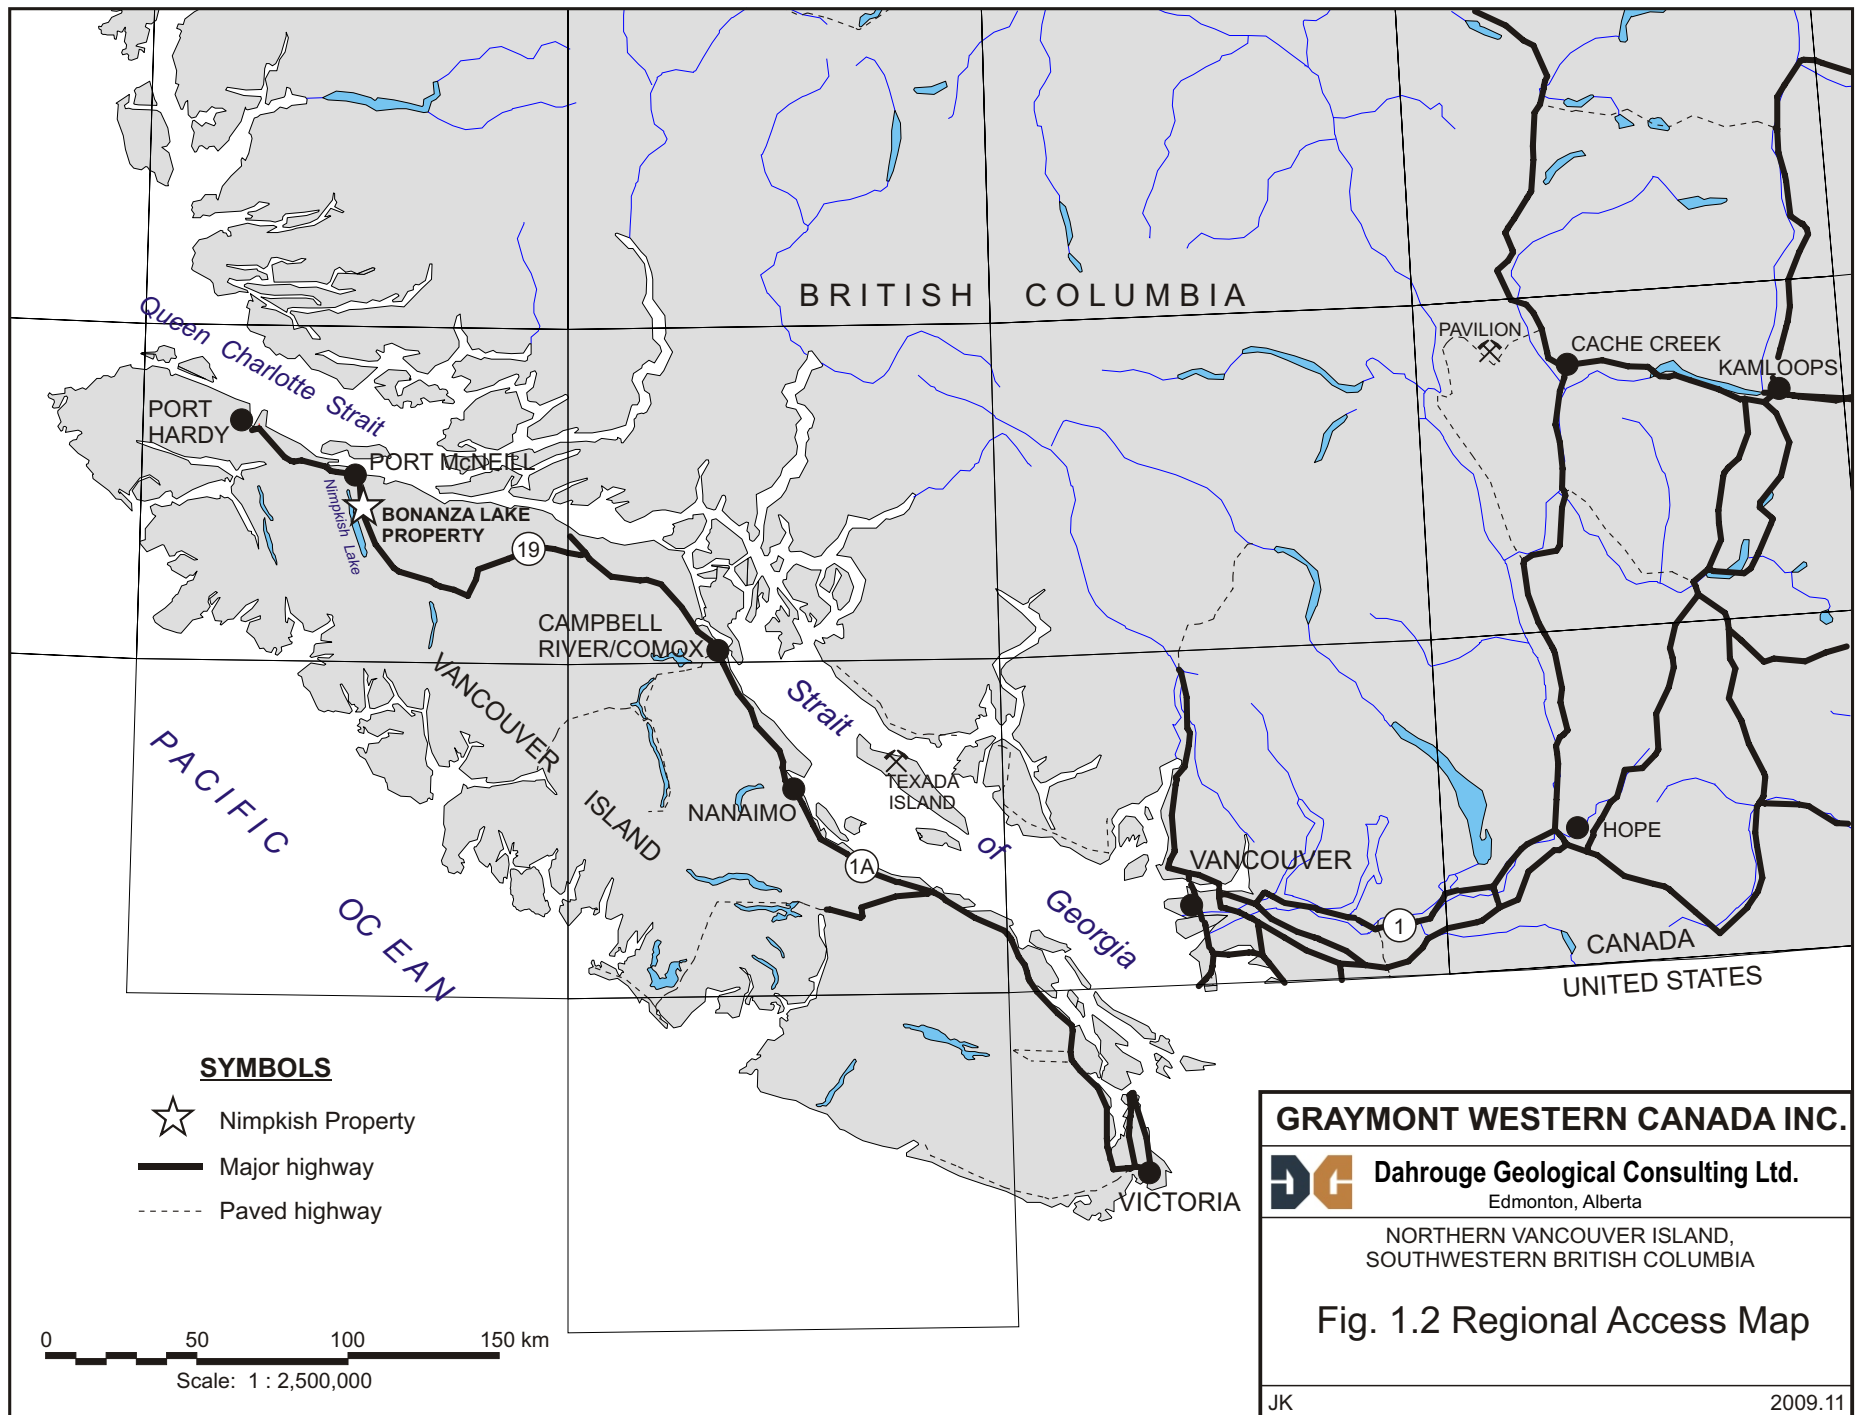 BRITISH COLUMBIA
Queen Charlotte Strait
PAVILION
CACHE CREEK
KAMLOOPS
PORT
HARDY
PORT McNEILL
Nimpkish Lake
BONANZA LAKE
PROPERTY
19
CAMPBELL
RIVER/COMOX
VANCOUVER
ISLAND
Strait
of
Georgia
TEXADA
ISLAND
NANAIMO
1A
PACIFIC
OCEAN
VANCOUVER
HOPE
1
CANADA
UNITED STATES
VICTORIA
SYMBOLS
Nimpkish Property
Major highway
Paved highway
0 50 100 150 km
Scale: 1 : 2,500,000
GRAYMONT WESTERN CANADA INC.
Dahrouge Geological Consulting Ltd.
Edmonton, Alberta
NORTHERN VANCOUVER ISLAND,
SOUTHWESTERN BRITISH COLUMBIA
Fig. 1.2 Regional Access Map
JK 2009.11